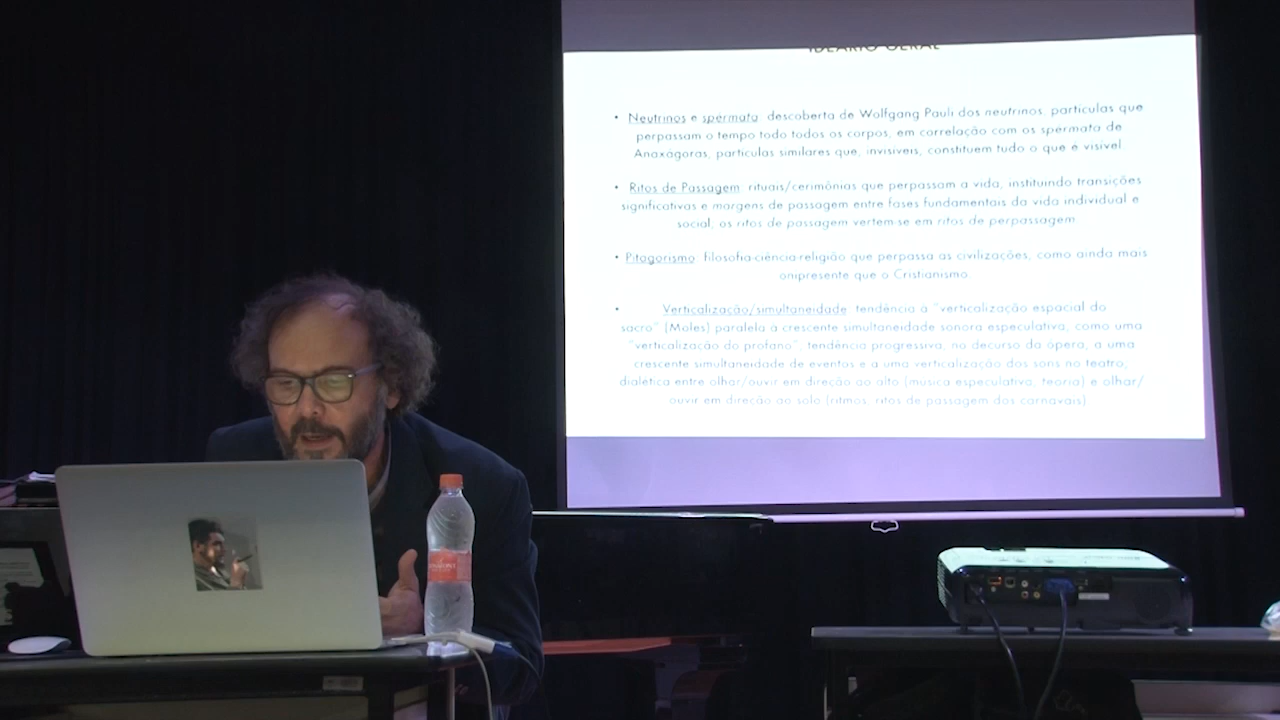 IDEÁRIO GERAL
• Neutrinos e spérmata: descoberta de Wolfgang Pauli dos neutrinos, partículas que
perpassam o tempo todo todos os corpos, em correlação com os spérmata de
Anaxágoras, partículas similares que, invisíveis, constituem tudo o que é visível.
• Ritos de Passagem: rituais/cerimônias que perpassam a vida, instituindo transições
significativas e margens de passagem entre fases fundamentais da vida individual e
social; os ritos de passagem vertem-se em ritos de perpassagem.
• Pitagorismo: filosofia-ciência-religião que perpassa as civilizações, como ainda mais
onipresente que o Cristianismo.
• Verticalização/simultaneidade: tendência à "verticalização espacial do
sacro" (Moles) paralela à crescente simultaneidade sonora especulativa, como uma
"verticalização do profano", tendência progressiva, no decurso da ópera, a uma
crescente simultaneidade de eventos e a uma verticalização dos sons no teatro;
dialética entre olhar/ouvir em direção ao alto (música especulativa, teoria) e olhar/
ouvir em direção ao solo (ritmos, ritos de passagem dos carnavais).